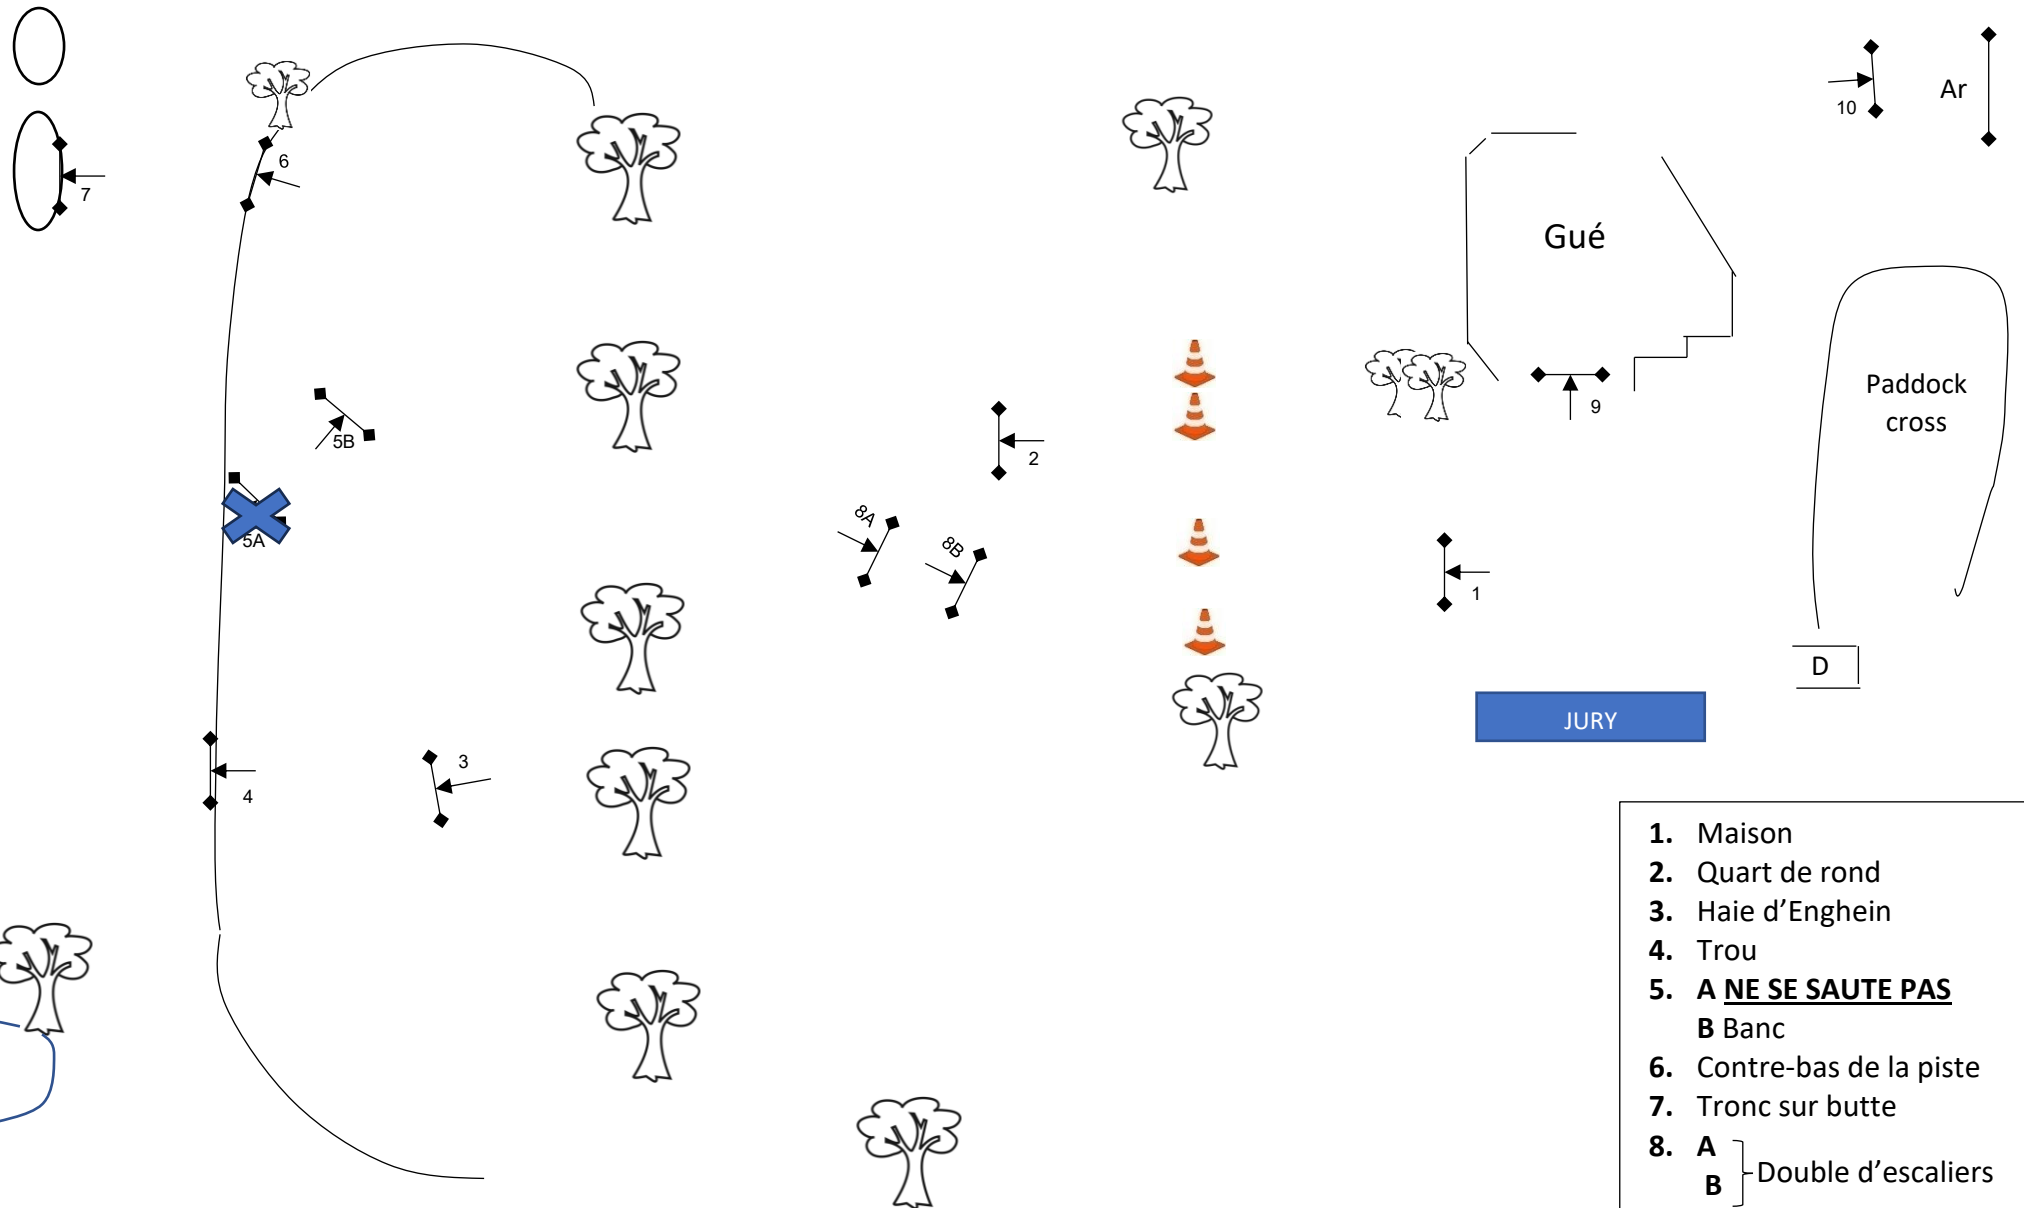 10
Ar
6
7
Gué
Paddock
cross
5B
9
2
8A
8B
5A
1
D
JURY
3
4
1. Maison
2. Quart de rond
3. Haie d’Enghein
4. Trou
5. A NE SE SAUTE PAS
B Banc
6. Contre-bas de la piste
7. Tronc sur butte
8. A
B
Double d’escaliers